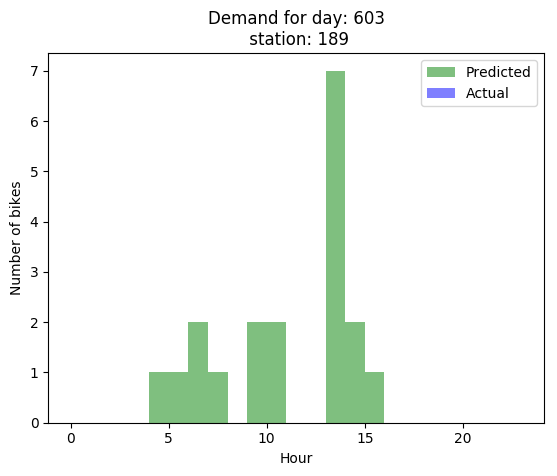 Demand for day: 603
station: 189
Predicted
Actual
7
6
5
4
3
2
1
0
Number of bikes
0 5 10 15 20
Hour